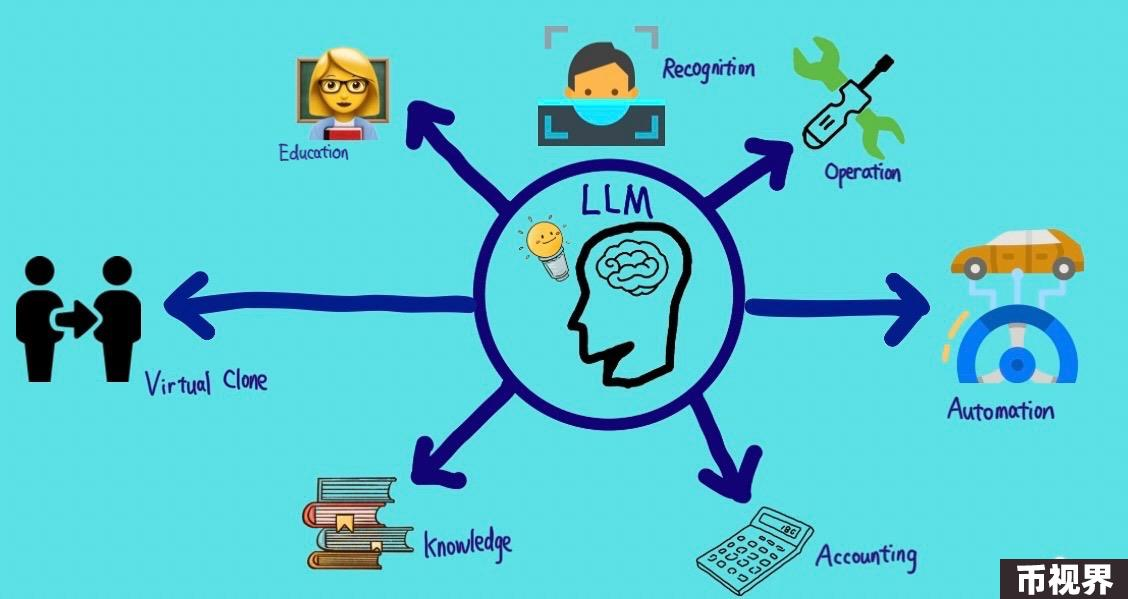 Recognition
Education
Operation
LLM
Virtual Clone
Automation
Knowledge
Accounting
币视界